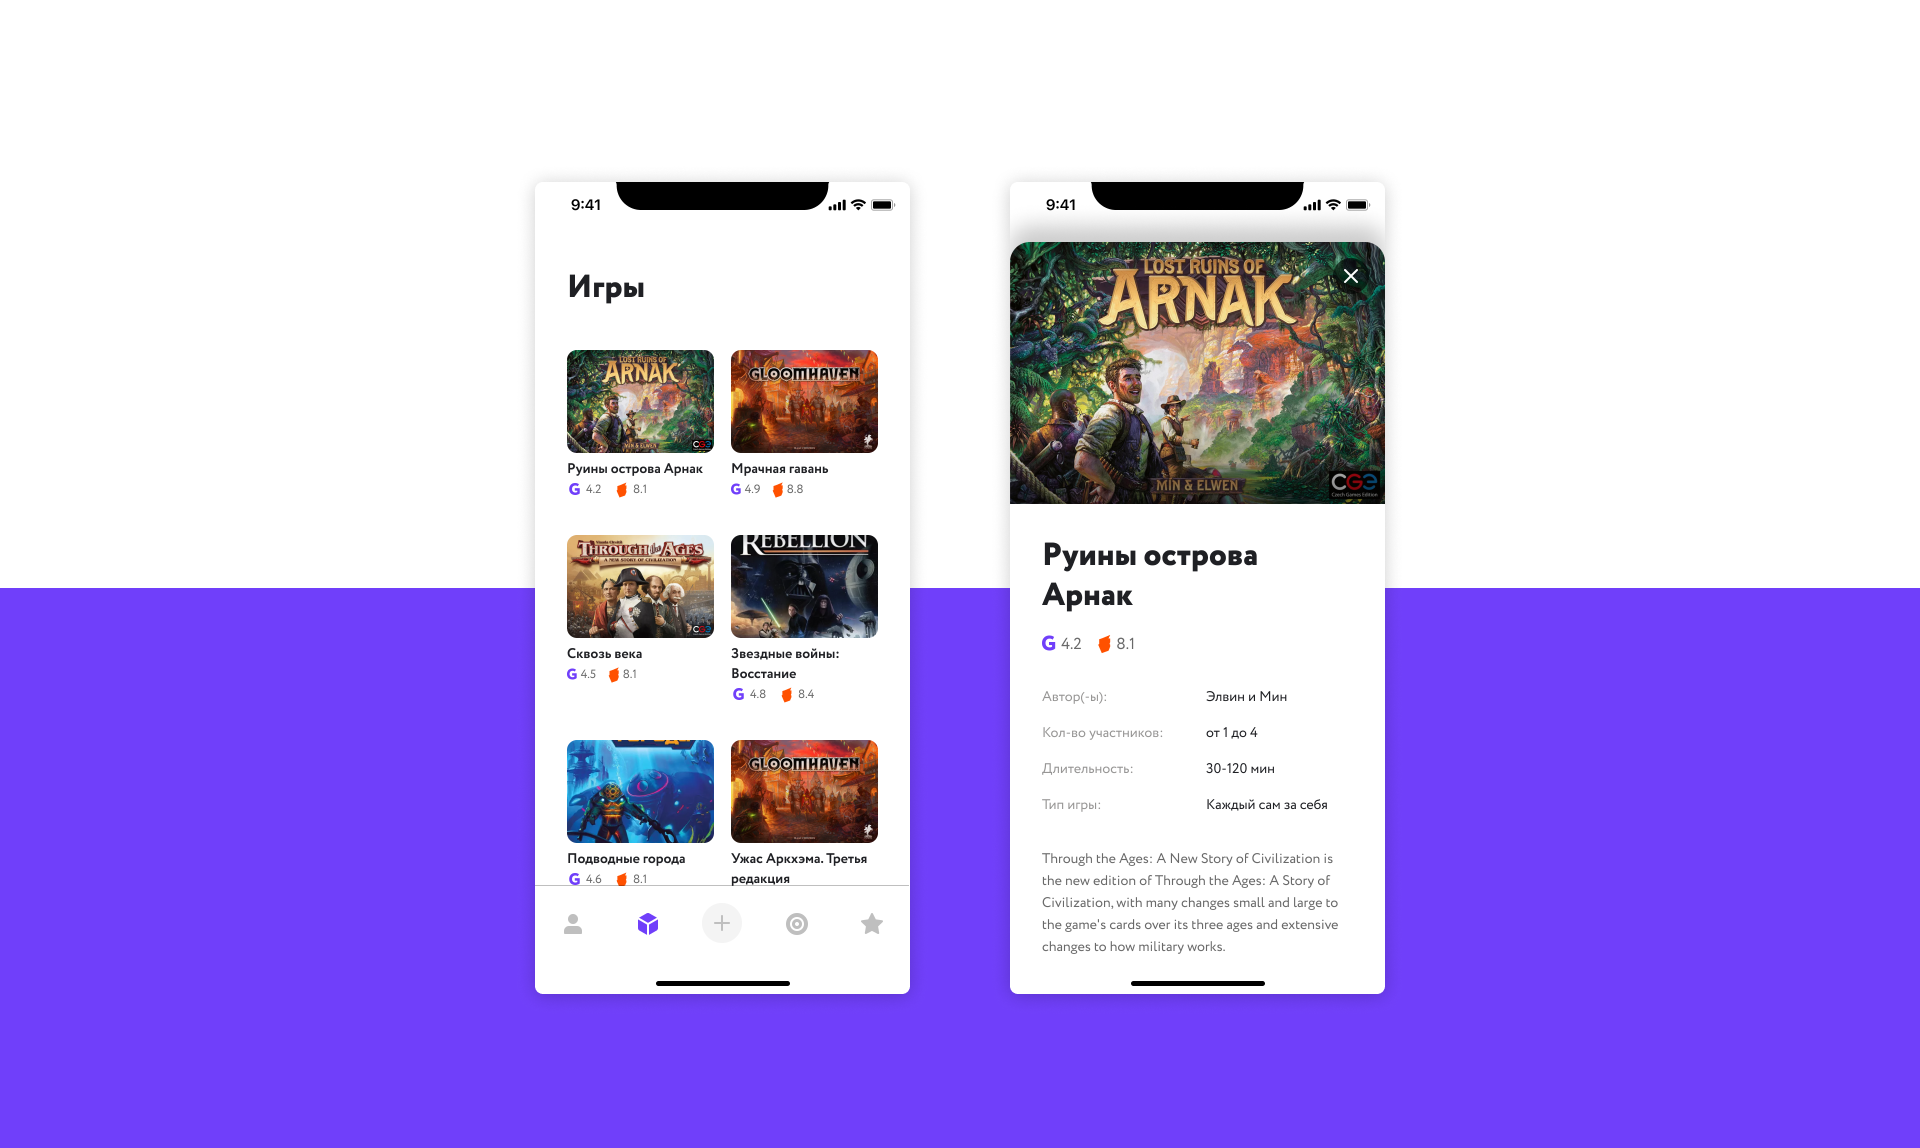 9:41
Игры
LOST RUINS OF
ARNAK
MIN & ELWEN
CGE
Руины острова Арнак
G 4.2 8.1
GLOOMHAVEN
Мрачная гавань
G 4.9 8.8
THROUGH the AGES
A NEW STORY OF CIVILIZATION
CGE
Сквозь века
G 4.5 8.1
REBELLION
Звездные войны:
Восстание
G 4.8 8.4
Подводные города
G 4.6 8.1
GLOOMHAVEN
Ужас Аркхэма. Третья
редакция
9:41
LOST RUINS OF
ARNAK
MIN & ELWEN
CGE
Czech Games Edition
Руины острова
Арнак
G 4.2 8.1
Автор(-ы): Элвин и Мин
Кол-во участников: от 1 до 4
Длительность: 30-120 мин
Тип игры: Каждый сам за себя
Through the Ages: A New Story of Civilization is
the new edition of Through the Ages: A Story of
Civilization, with many changes small and large to
the game's cards over its three ages and extensive
changes to how military works.